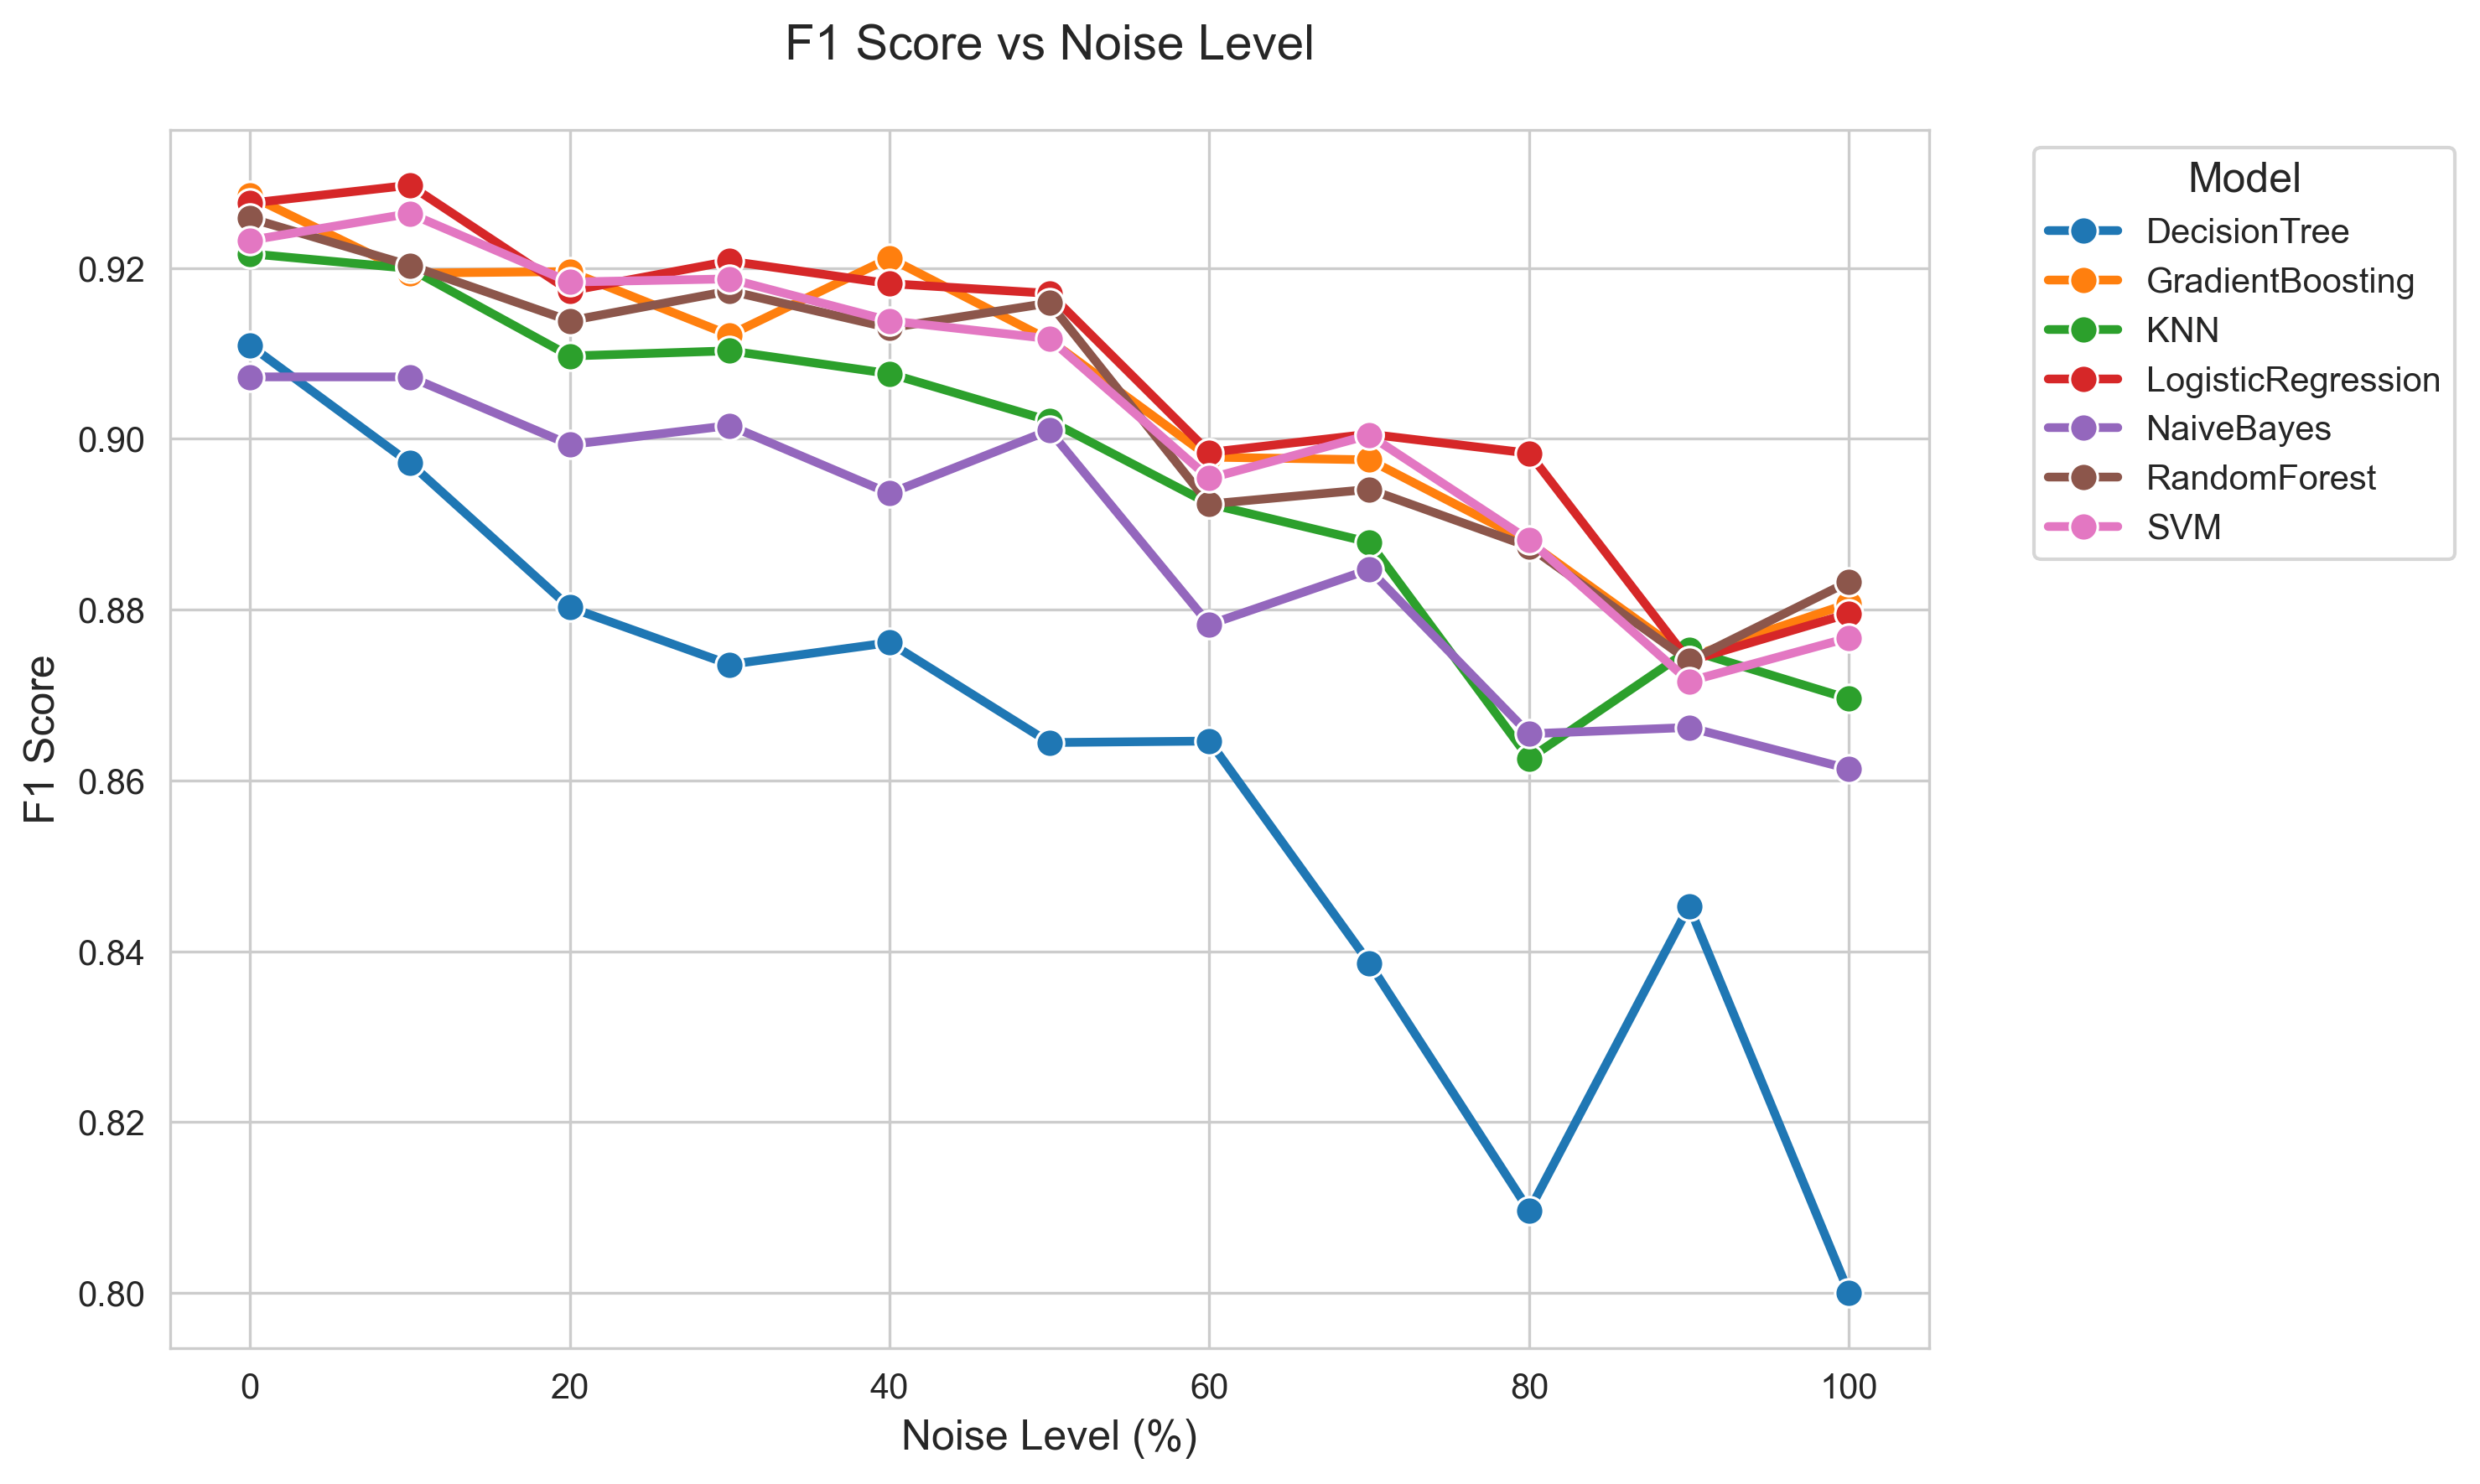 F1 Score vs Noise Level
Model
DecisionTree
GradientBoosting
KNN
LogisticRegression
NaiveBayes
RandomForest
SVM
F1 Score
0.92
0.90
0.88
0.86
0.84
0.82
0.80
0 20 40 60 80 100
Noise Level (%)